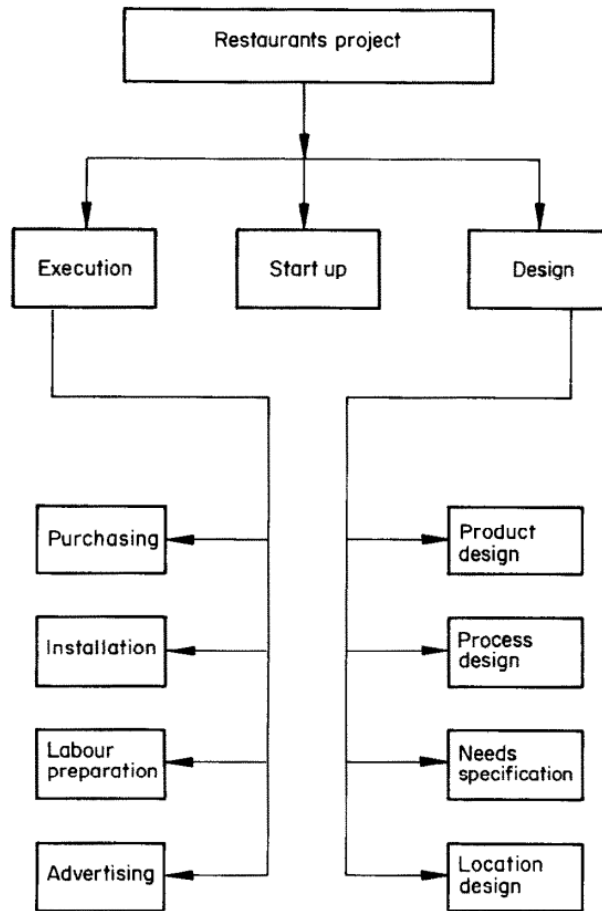 Restaurants project
Execution
Start up
Design
Purchasing
Product
design
Installation
Process
design
Labour
preparation
Needs
specification
Advertising
Location
design